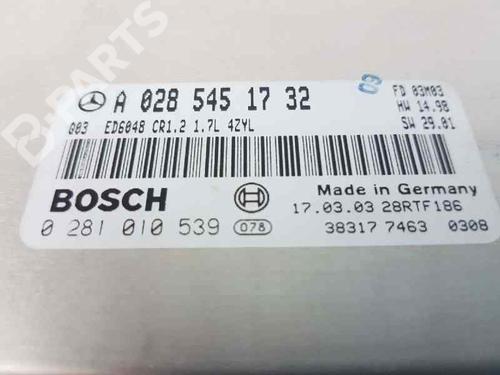 B-PARTS
A 028 545 17 32
FD 03M03
HW 14.98
SW 29.01
G03 ED6048 CR1.2 1.7L 4ZYL
BOSCH
Made in Germany
17.03.03 28RTF186
0 281 010 539 078
38317 7463 0308